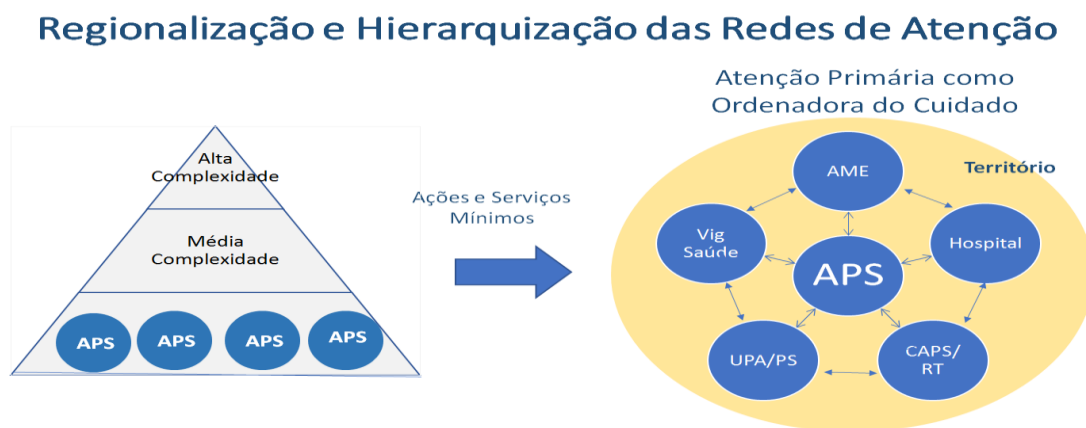 Regionalização e Hierarquização das Redes de Atenção
Alta
Complexidade
Média
Complexidade
APS
APS
APS
APS
Ações e Serviços
Mínimos
Atenção Primária como
Ordenadora do Cuidado
Território
AME
Vig
Saúde
Hospital
APS
UPA/PS
CAPS/
RT